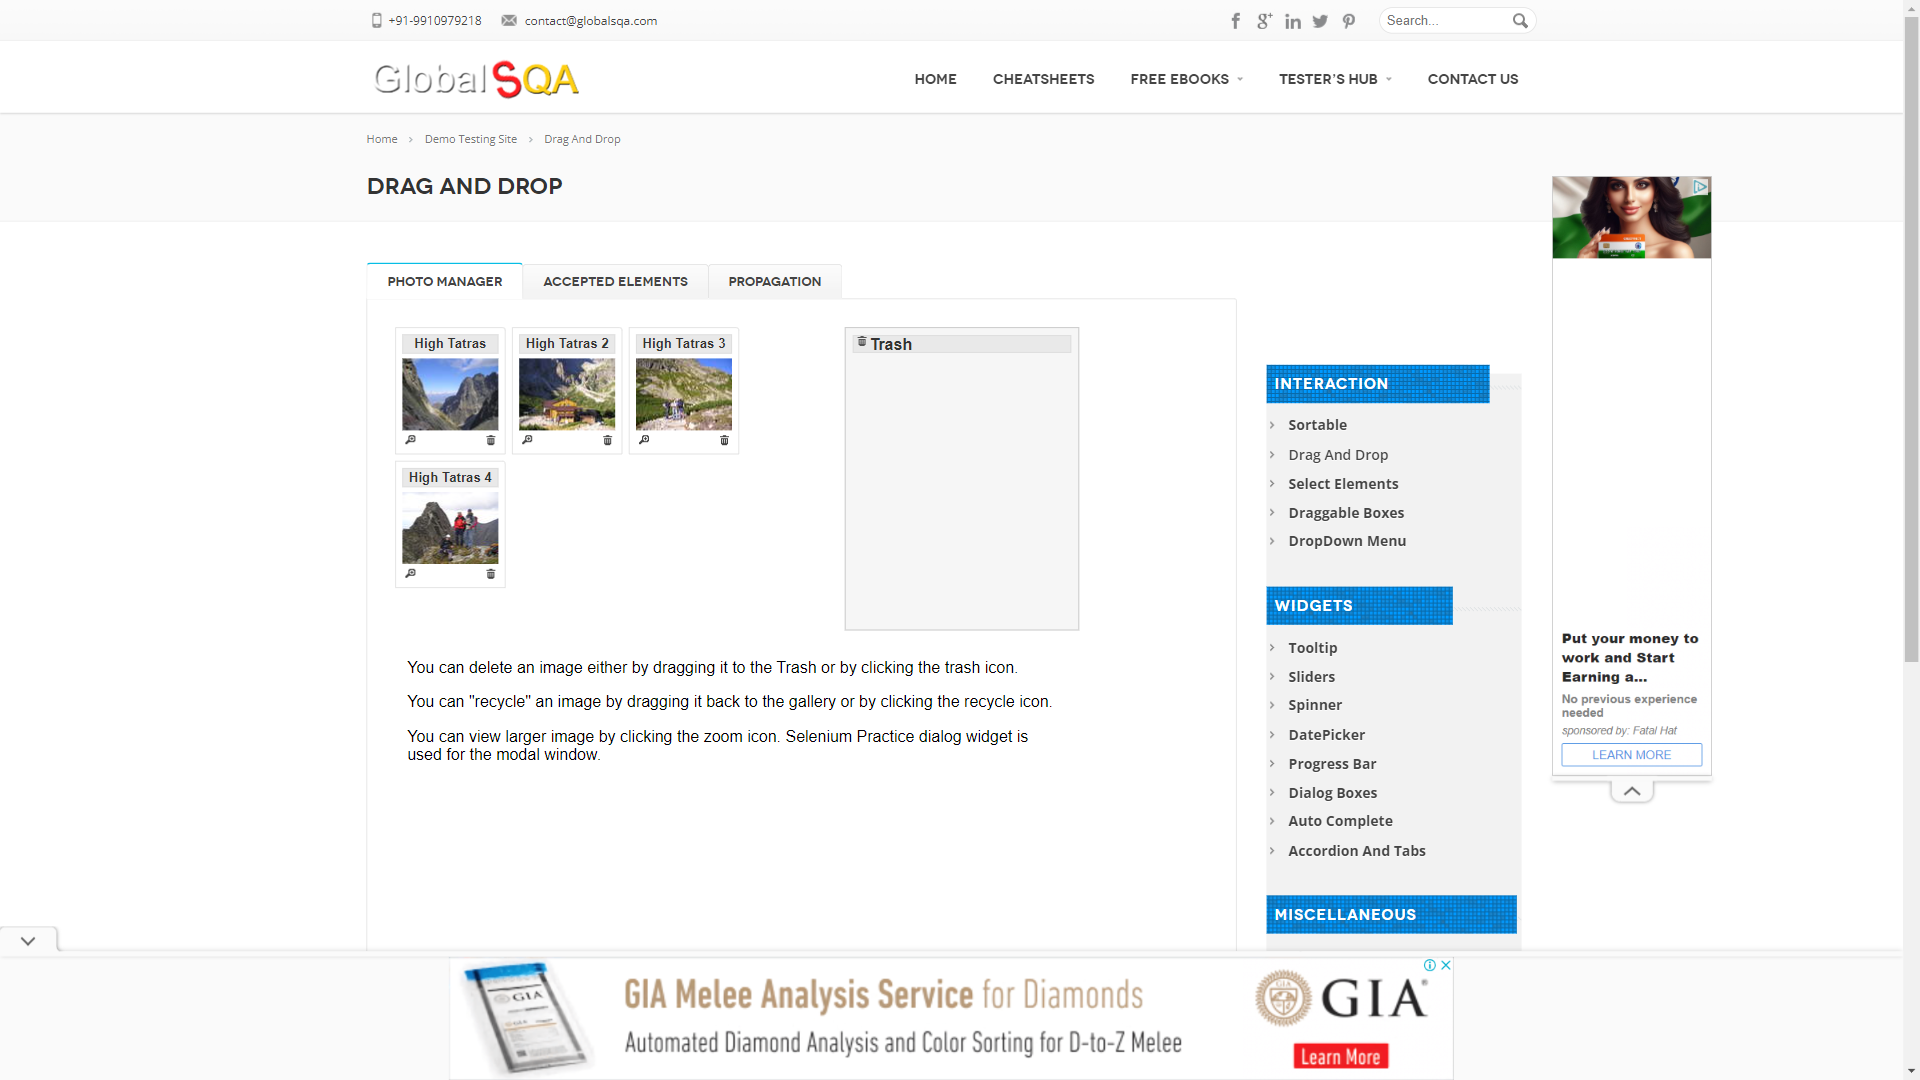 +91-9910979218 contact@globalsqa.com
Search...
GlobalSQA
HOME CHEATSHEETS FREE EBOOKS TESTER'S HUB CONTACT US
Home > Demo Testing Site > Drag And Drop
DRAG AND DROP
PHOTO MANAGER ACCEPTED ELEMENTS PROPAGATION
High Tatras High Tatras 2 High Tatras 3
High Tatras 4
Trash
You can delete an image either by dragging it to the Trash or by clicking the trash icon.
You can "recycle" an image by dragging it back to the gallery or by clicking the recycle icon.
You can view larger image by clicking the zoom icon. Selenium Practice dialog widget is
used for the modal window.
INTERACTION
Sortable
Drag And Drop
Select Elements
Draggable Boxes
DropDown Menu
WIDGETS
Tooltip
Sliders
Spinner
DatePicker
Progress Bar
Dialog Boxes
Auto Complete
Accordion And Tabs
MISCELLANEOUS
Put your money to
work and Start
Earning a...
No previous experience
needed
sponsored by: Fatal Hat
LEARN MORE
GIA
GIA Melee Analysis Service for Diamonds
Automated Diamond Analysis and Color Sorting for D-to-Z Melee
GIA®
Learn More